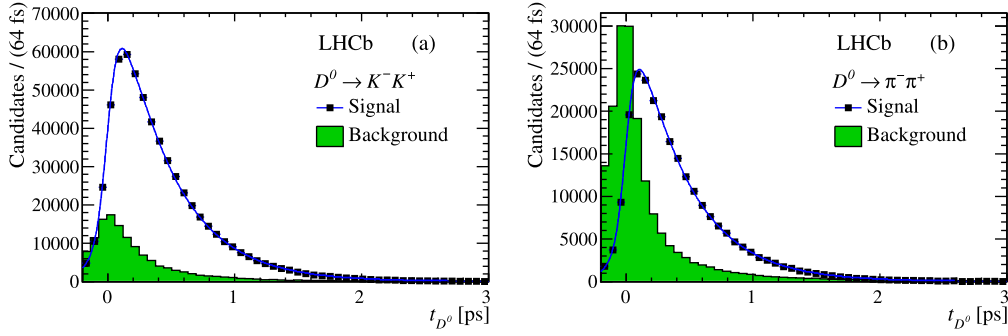 Candidates / (64 fs)
70000
60000
50000
40000
30000
20000
10000
0
LHCb (a)
D⁰ → K⁻K⁺
Signal
Background
0 1 2 3
t_D⁰ [ps]
Candidates / (64 fs)
30000
25000
20000
15000
10000
5000
0
LHCb (b)
D⁰ → π⁻π⁺
Signal
Background
0 1 2 3
t_D⁰ [ps]